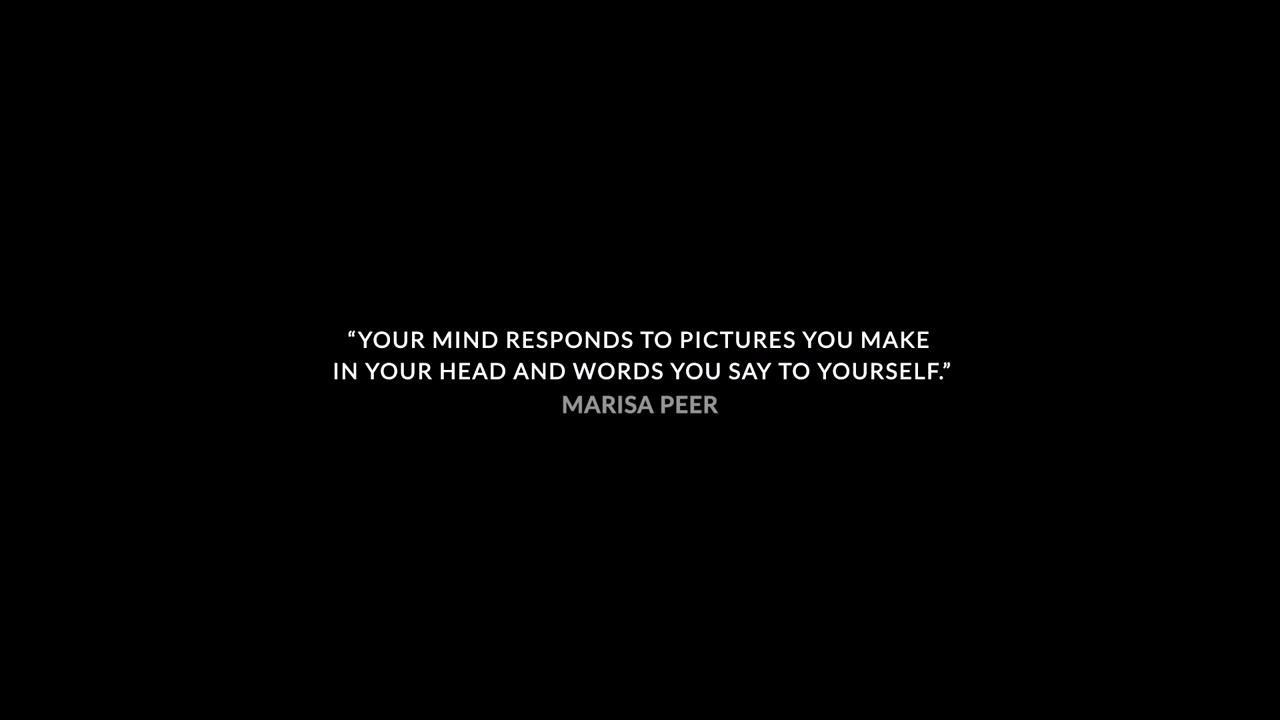 “YOUR MIND RESPONDS TO PICTURES YOU MAKE
IN YOUR HEAD AND WORDS YOU SAY TO YOURSELF.”
MARISA PEER